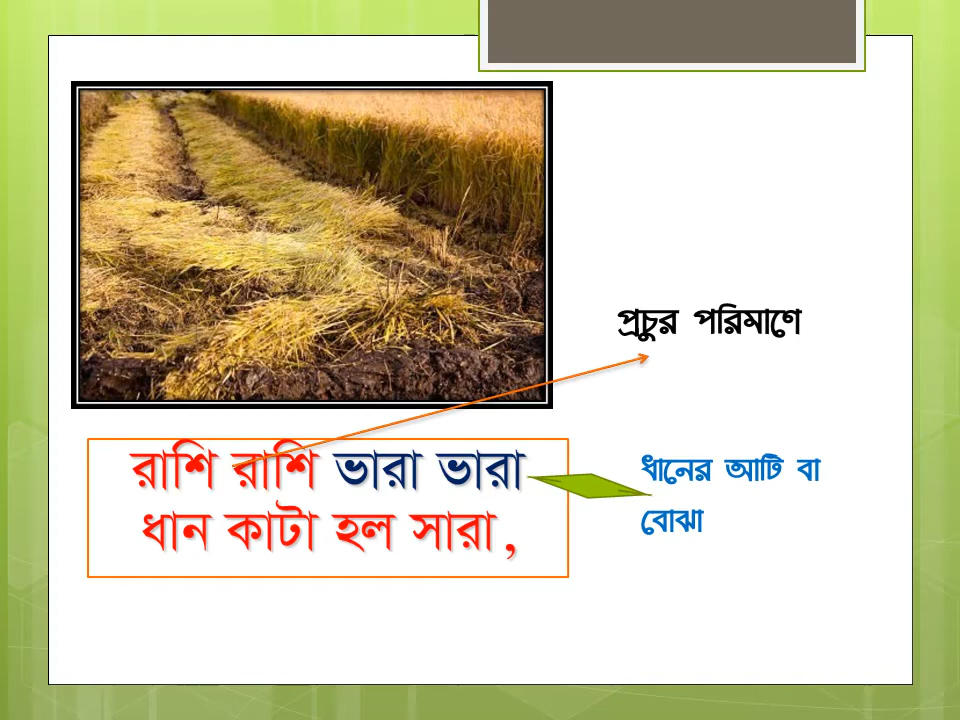 প্রচুর পরিমাণে
রাশি রাশি ভারা ভারা
ধান কাটা হল সারা,
ধানের আটি বা
বোঝা